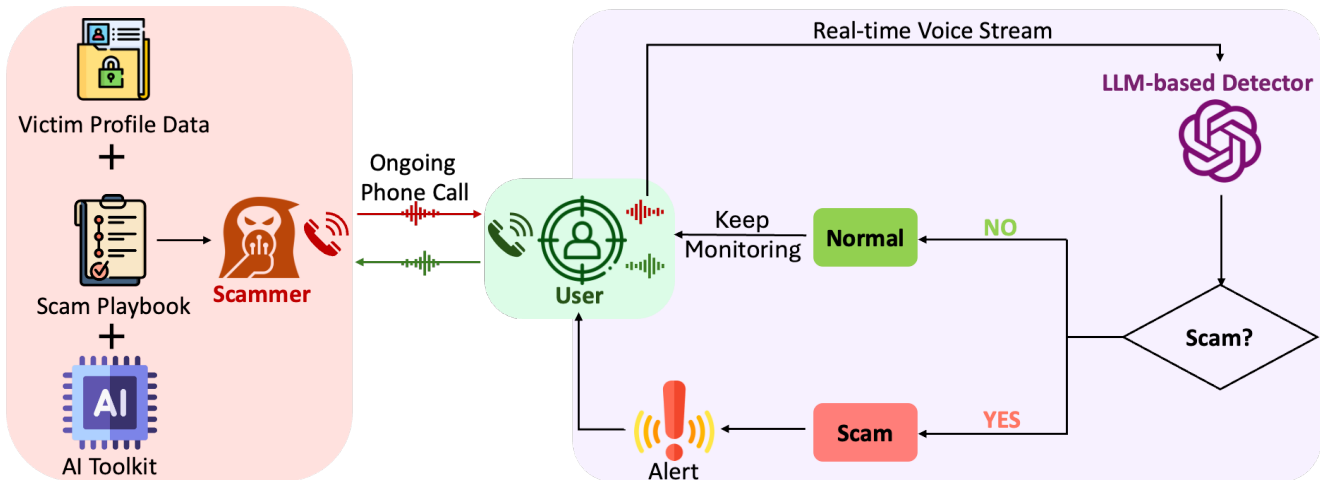 Victim Profile Data
+
Scam Playbook
+
AI
AI Toolkit
Scammer
Ongoing
Phone Call
User
Real-time Voice Stream
LLM-based Detector
Scam?
NO
Normal
Keep
Monitoring
YES
Scam
Alert